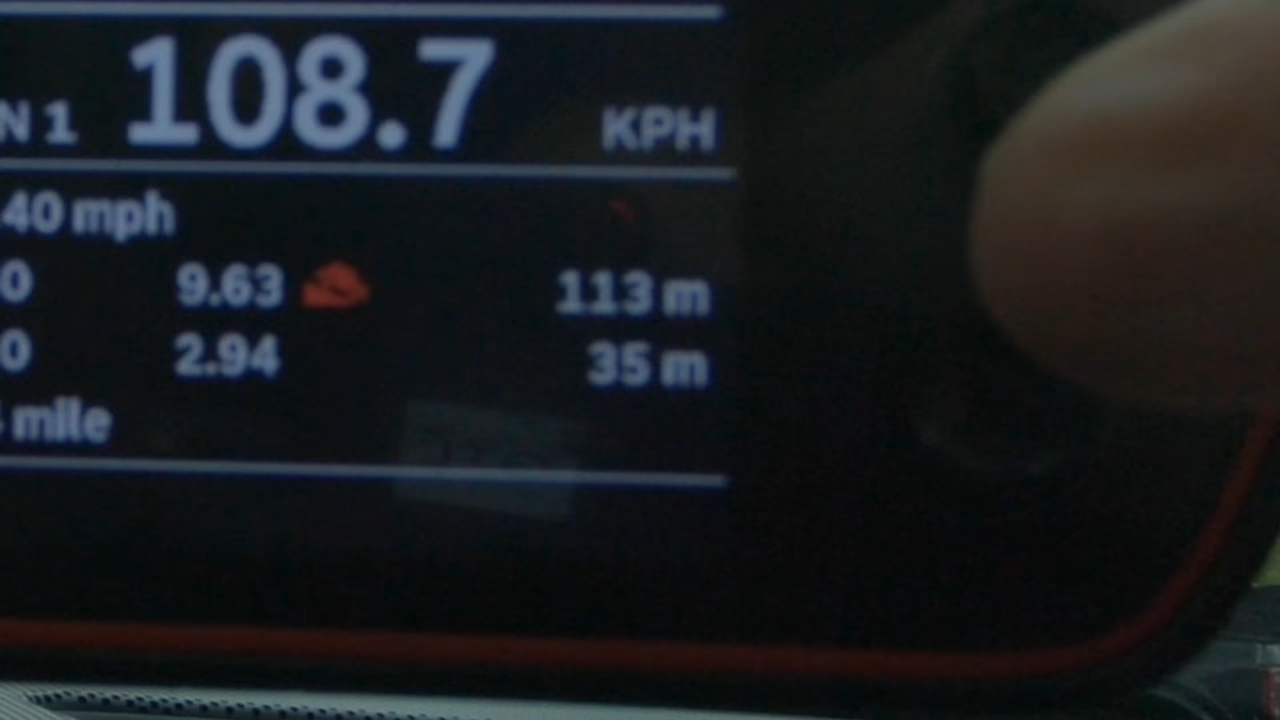 N 1 108.7 KPH
40 mph
0 9.63 113 m
0 2.94 35 m
mile